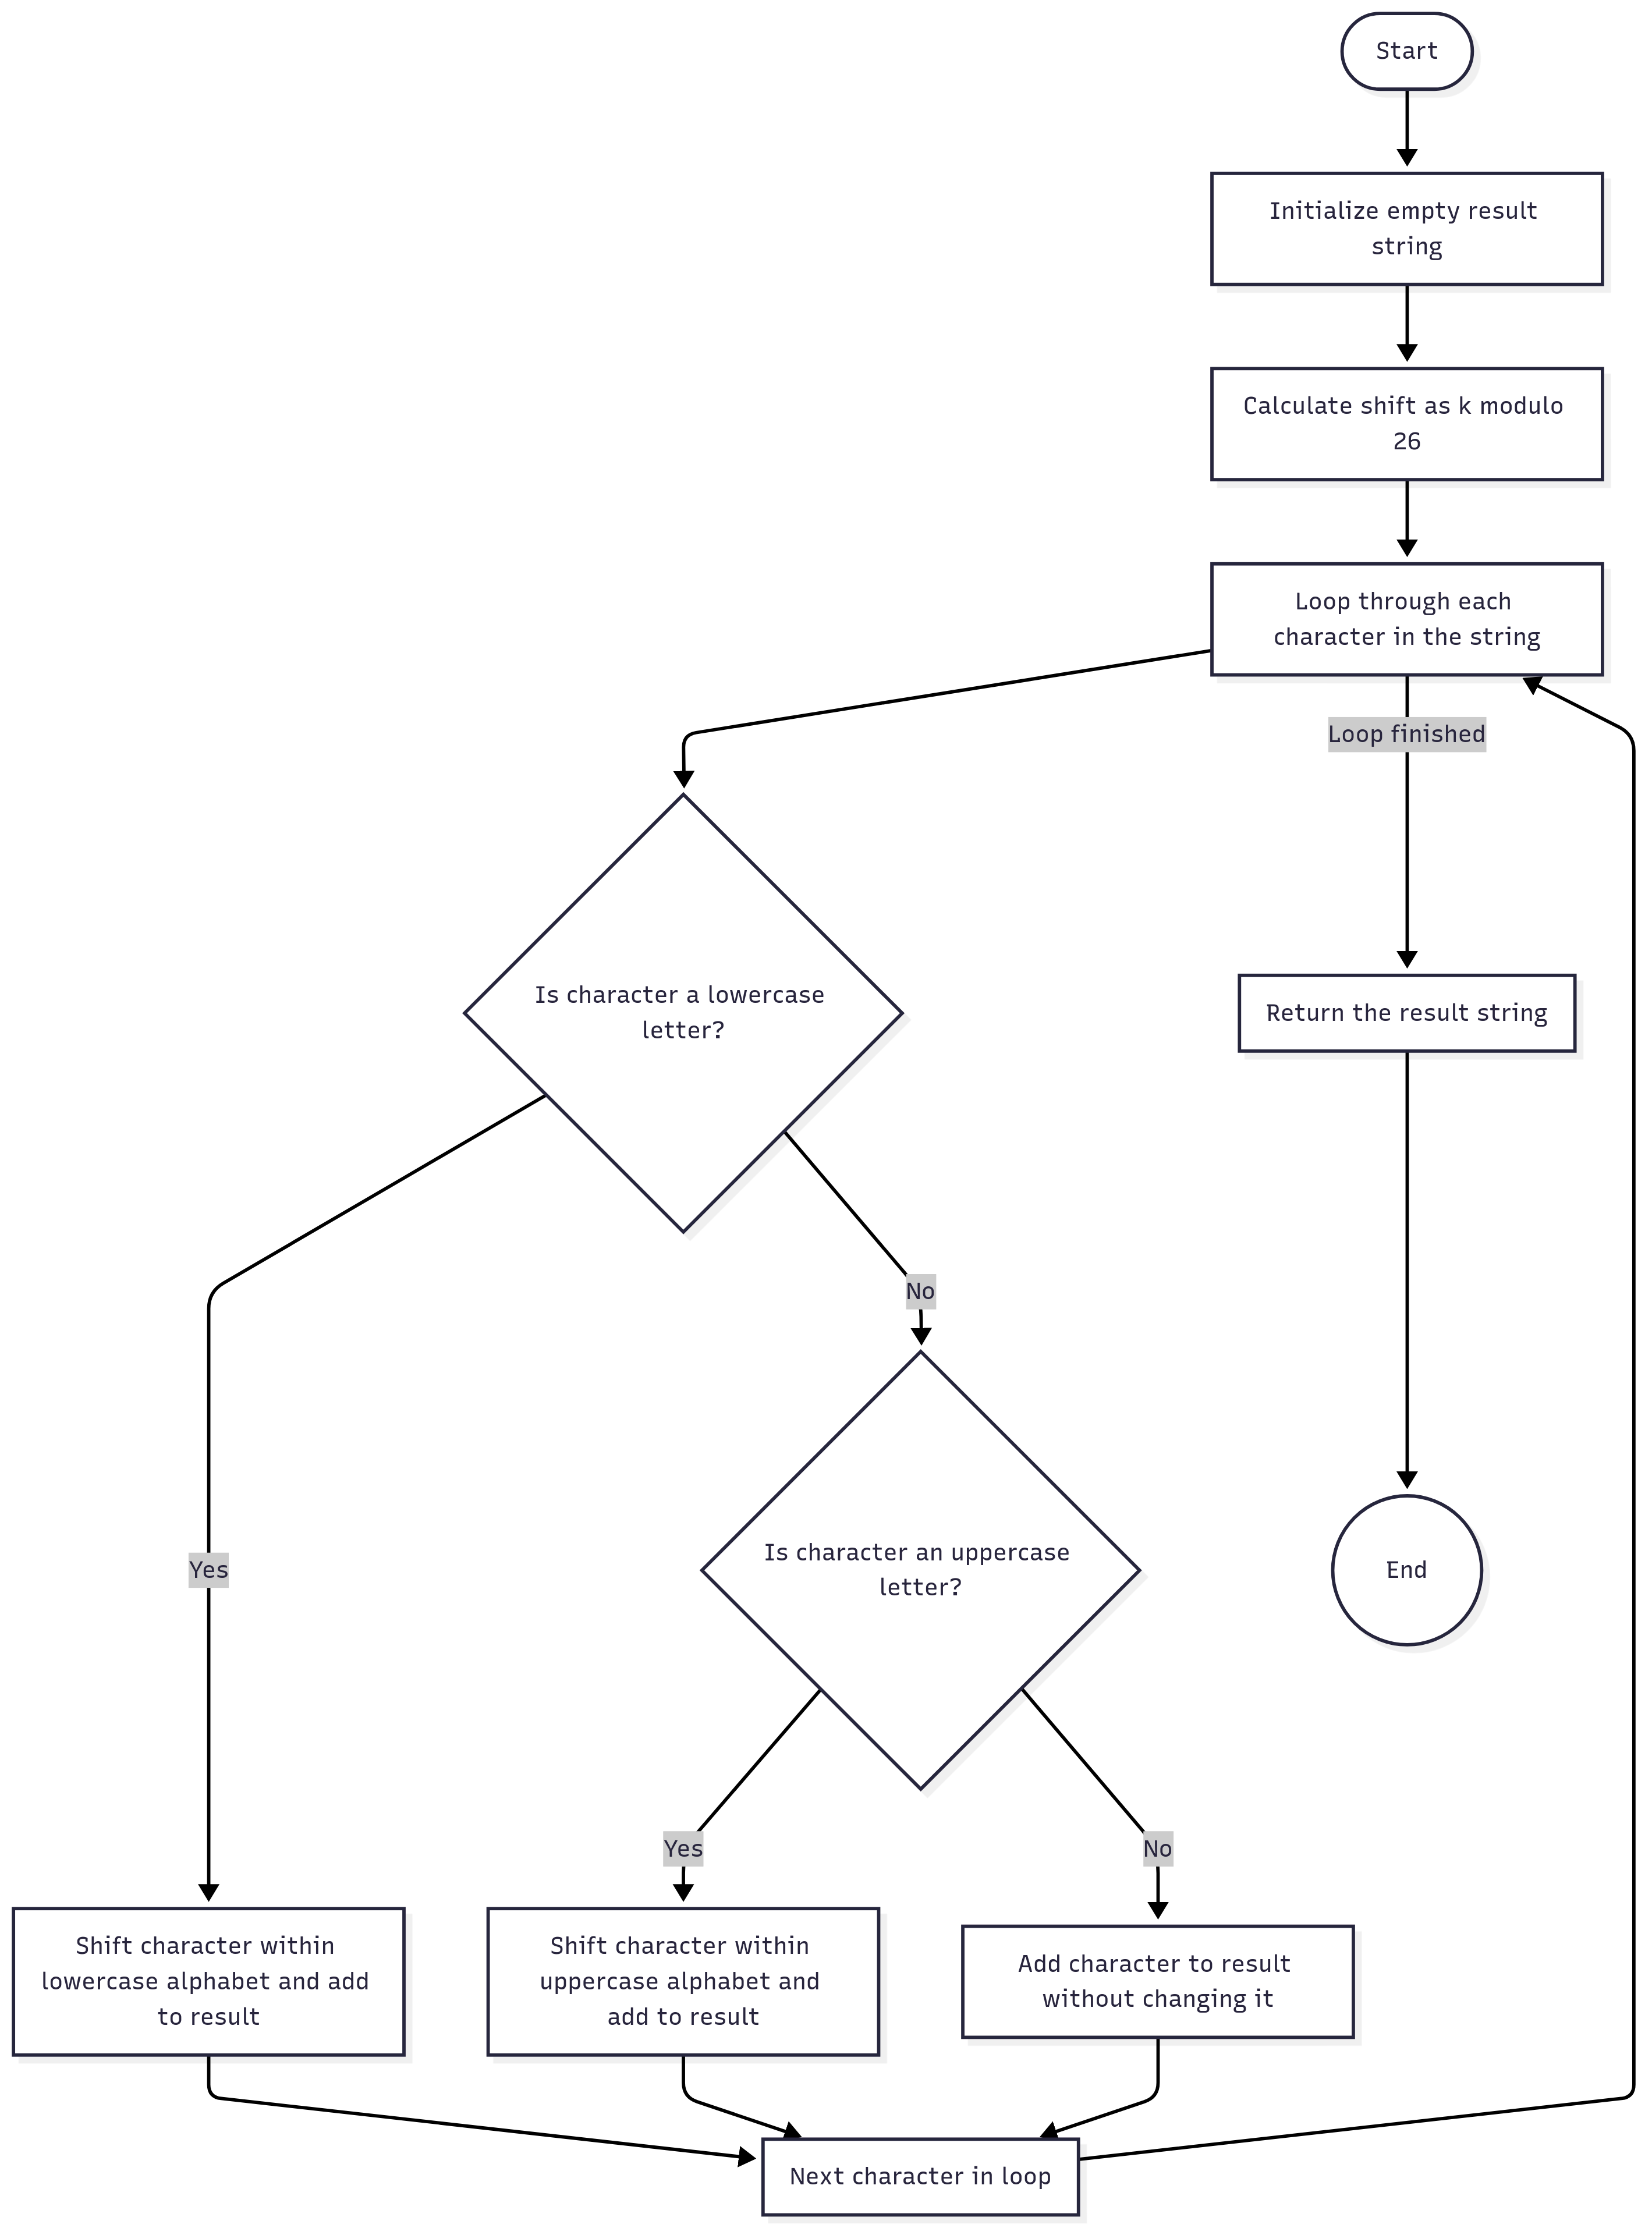 Start
Initialize empty result
string
Calculate shift as k modulo
26
Loop through each
character in the string
Loop finished
Is character a lowercase
letter?
Return the result string
No
Is character an uppercase
letter?
Yes
End
Yes
No
Shift character within
lowercase alphabet and add
to result
Shift character within
uppercase alphabet and
add to result
Add character to result
without changing it
Next character in loop